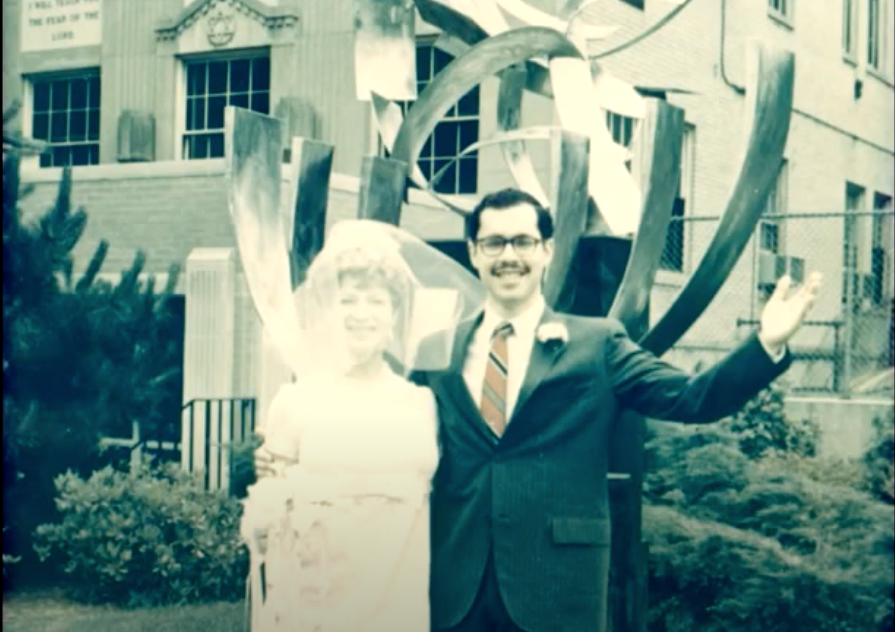 I WILL TEACH YOU
THE FEAR OF THE
LORD.